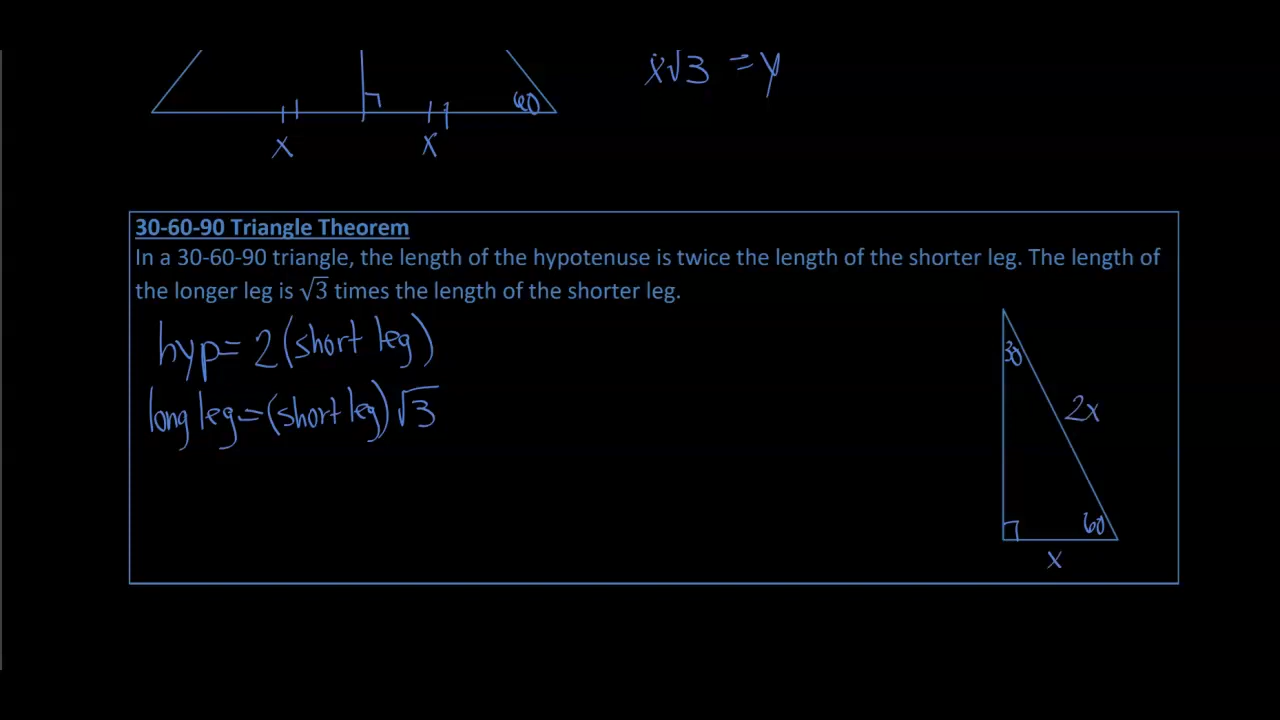 x√3 = y
60
x
x
30-60-90 Triangle Theorem
In a 30-60-90 triangle, the length of the hypotenuse is twice the length of the shorter leg. The length of
the longer leg is √3 times the length of the shorter leg.
hyp= 2 (short leg)
long leg = (short leg) √3
30
2x
60
x